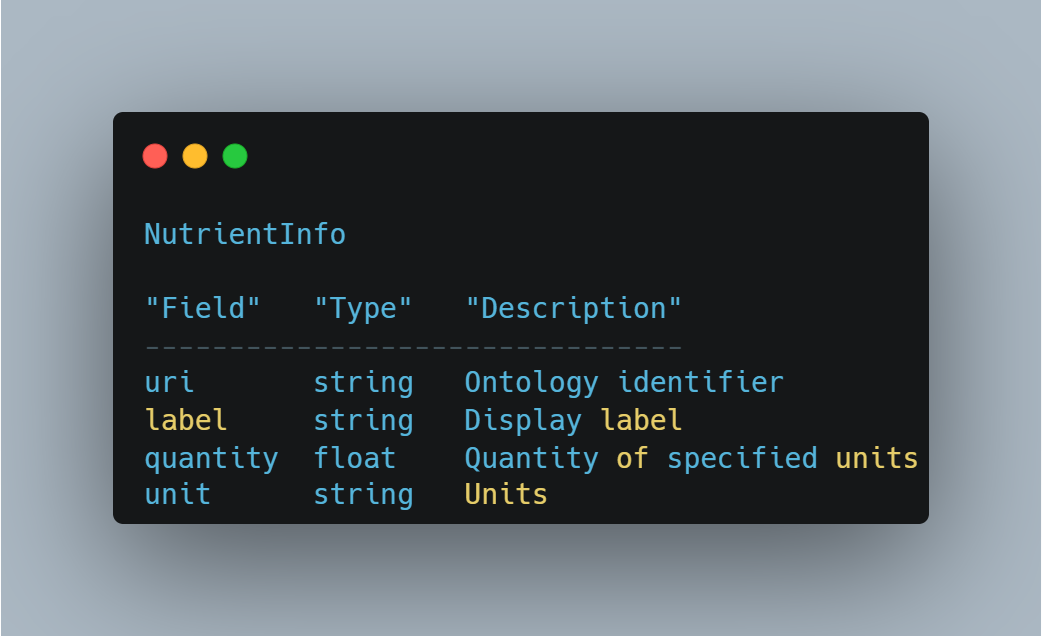 NutrientInfo
"Field"   "Type"   "Description"
--------------------------------
uri       string   Ontology identifier
label     string   Display label
quantity  float    Quantity of specified units
unit      string   Units